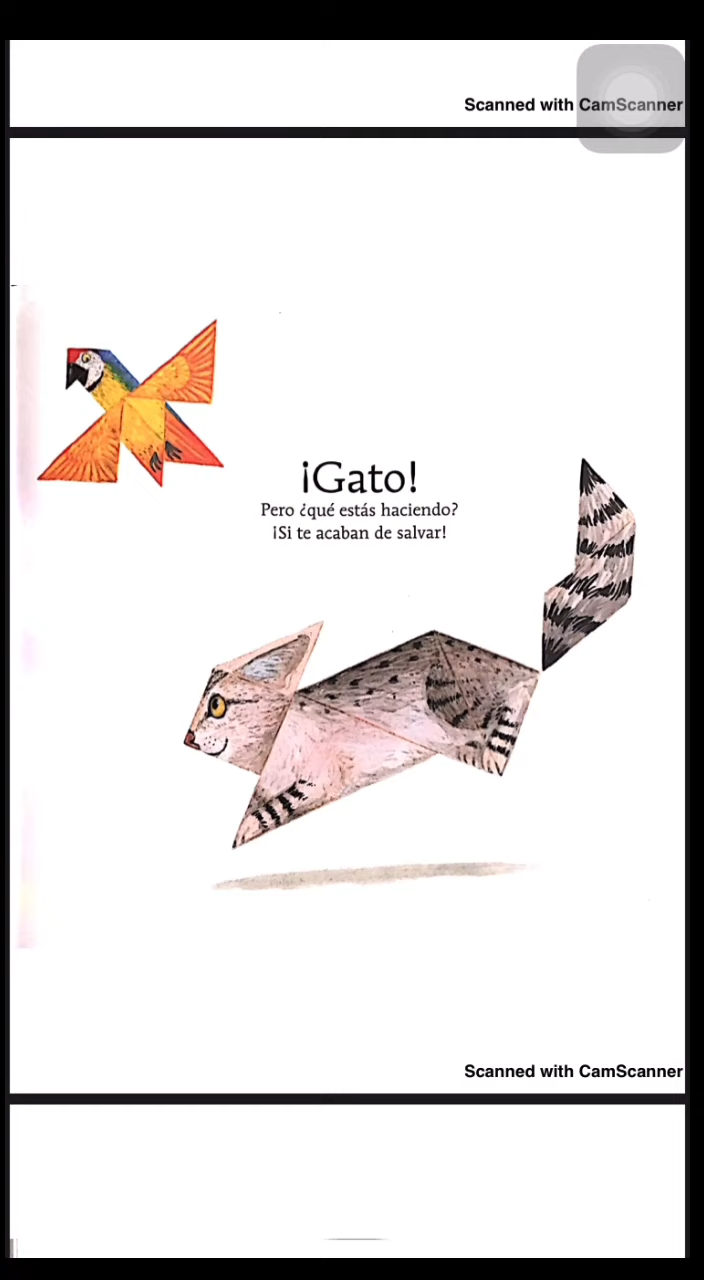 Scanned with CamScanner
¡Gato!
Pero ¿qué estás haciendo?
¡Si te acaban de salvar!
Scanned with CamScanner